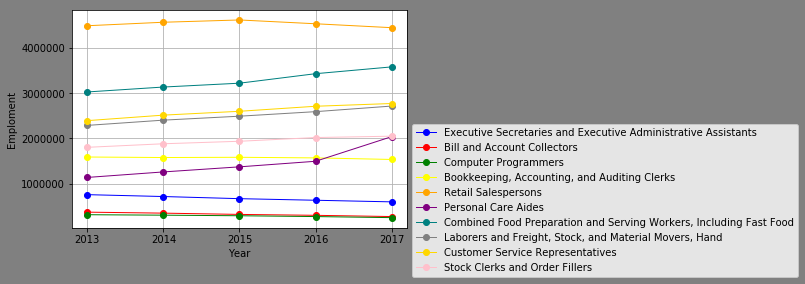 4000000
3000000
2000000
1000000
Emploment
2013 2014 2015 2016 2017
Year
Executive Secretaries and Executive Administrative Assistants
Bill and Account Collectors
Computer Programmers
Bookkeeping, Accounting, and Auditing Clerks
Retail Salespersons
Personal Care Aides
Combined Food Preparation and Serving Workers, Including Fast Food
Laborers and Freight, Stock, and Material Movers, Hand
Customer Service Representatives
Stock Clerks and Order Fillers